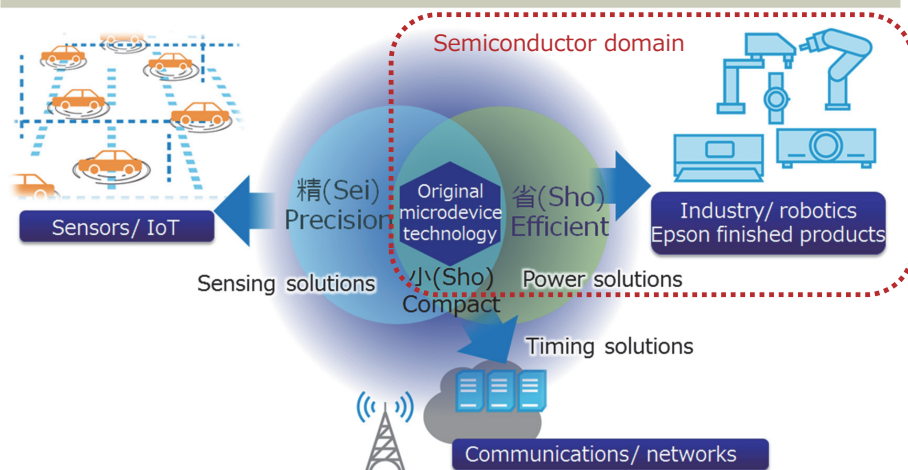 Semiconductor domain
精(Sei)
Precision
Original
microdevice
technology
省(Sho)
Efficient
小(Sho)
Compact
Sensors/ IoT
Industry/ robotics
Epson finished products
Sensing solutions
Power solutions
Timing solutions
Communications/ networks